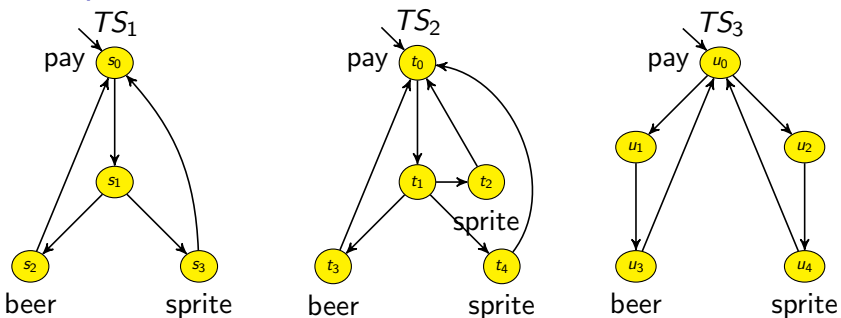 TS₁
TS₂
TS₃
pay
s₀
pay
t₀
pay
u₀
u₁
u₂
s₁
t₁
t₂
sprite
s₂
s₃
t₃
t₄
u₃
u₄
beer
sprite
beer
sprite
beer
sprite